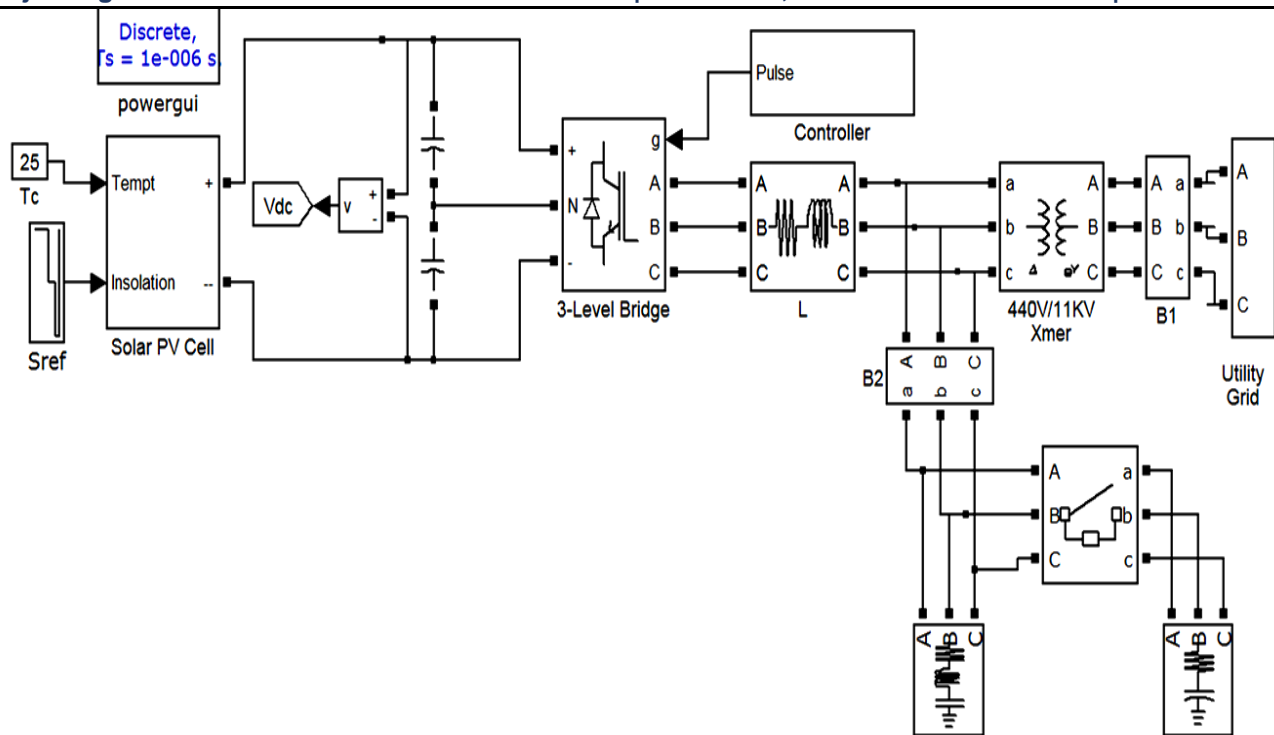 Discrete,
Ts = 1e-006 s.
powergui
Pulse
Controller
25
Tc
Tempt
+
Insolation
--
Solar PV Cell
Sref
Vdc
v
+
-
+
N
-
g
A
B
C
3-Level Bridge
A
B
C
A
B
C
L
a
b
c
A
B
C
440V/11KV
Xmer
A
B
C
a
b
c
B1
A
B
C
Utility
Grid
B2
A B C
a b c
A
B
C
a
b
c
A B C
A B C